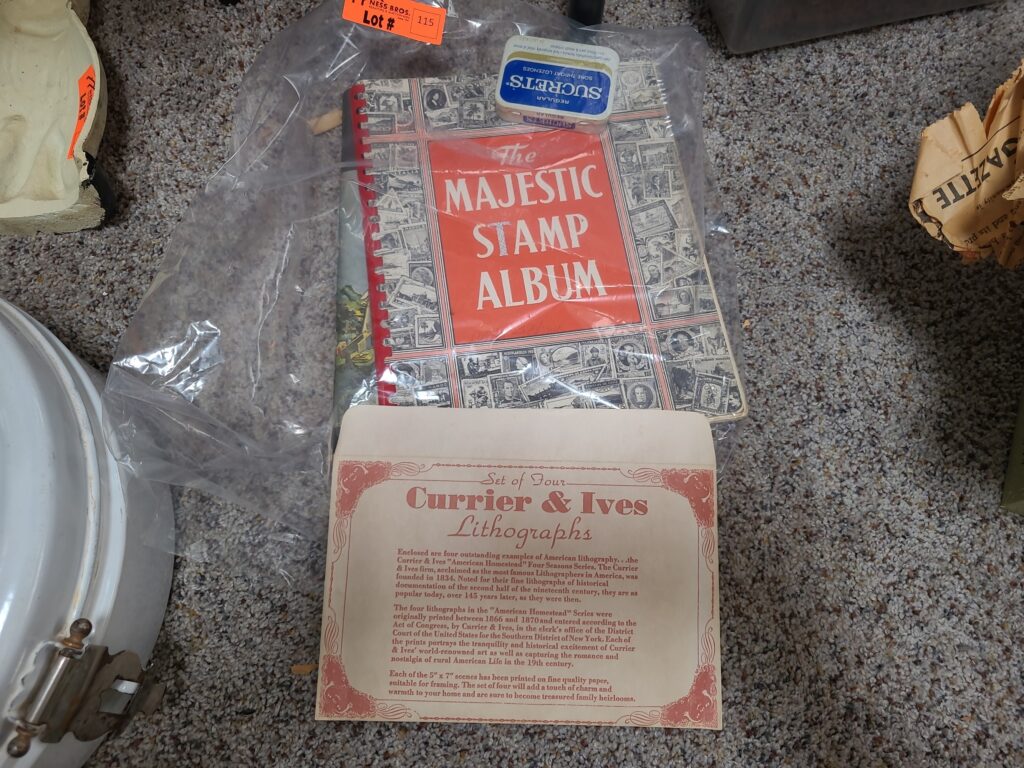 NESS BROS.
Lot # 115
SUCRETS
REGULAR
SORE THROAT LOZENGES
The
MAJESTIC
STAMP
ALBUM
GAZETTE
Set of Four
Currier & Ives
Lithographs
Enclosed are four outstanding examples of American lithography. . .the
Currier & Ives "American Homestead" Four Seasons Series. The Currier
& Ives firm, acclaimed as the most famous Lithographers in America, was
founded in 1834. Noted for their fine lithographs of historical
documentation of the second half of the nineteenth century, they are as
popular today, over 145 years later, as they were then.
The four lithographs in the "American Homestead" Series were
originally printed between 1866 and 1870 and entered according to the
Act of Congress, by Currier & Ives, in the clerk's office of the District
Court of the United States for the Southern District of New York. Each of
the prints portrays the tranquility and historical excitement of Currier
& Ives' world-renowned art as well as capturing the romance and
nostalgia of rural American Life in the 19th century.
Each of the 5" x 7" scenes has been printed on fine quality paper,
suitable for framing. The set of four will add a touch of charm and
warmth to your home and are sure to become treasured family heirlooms.